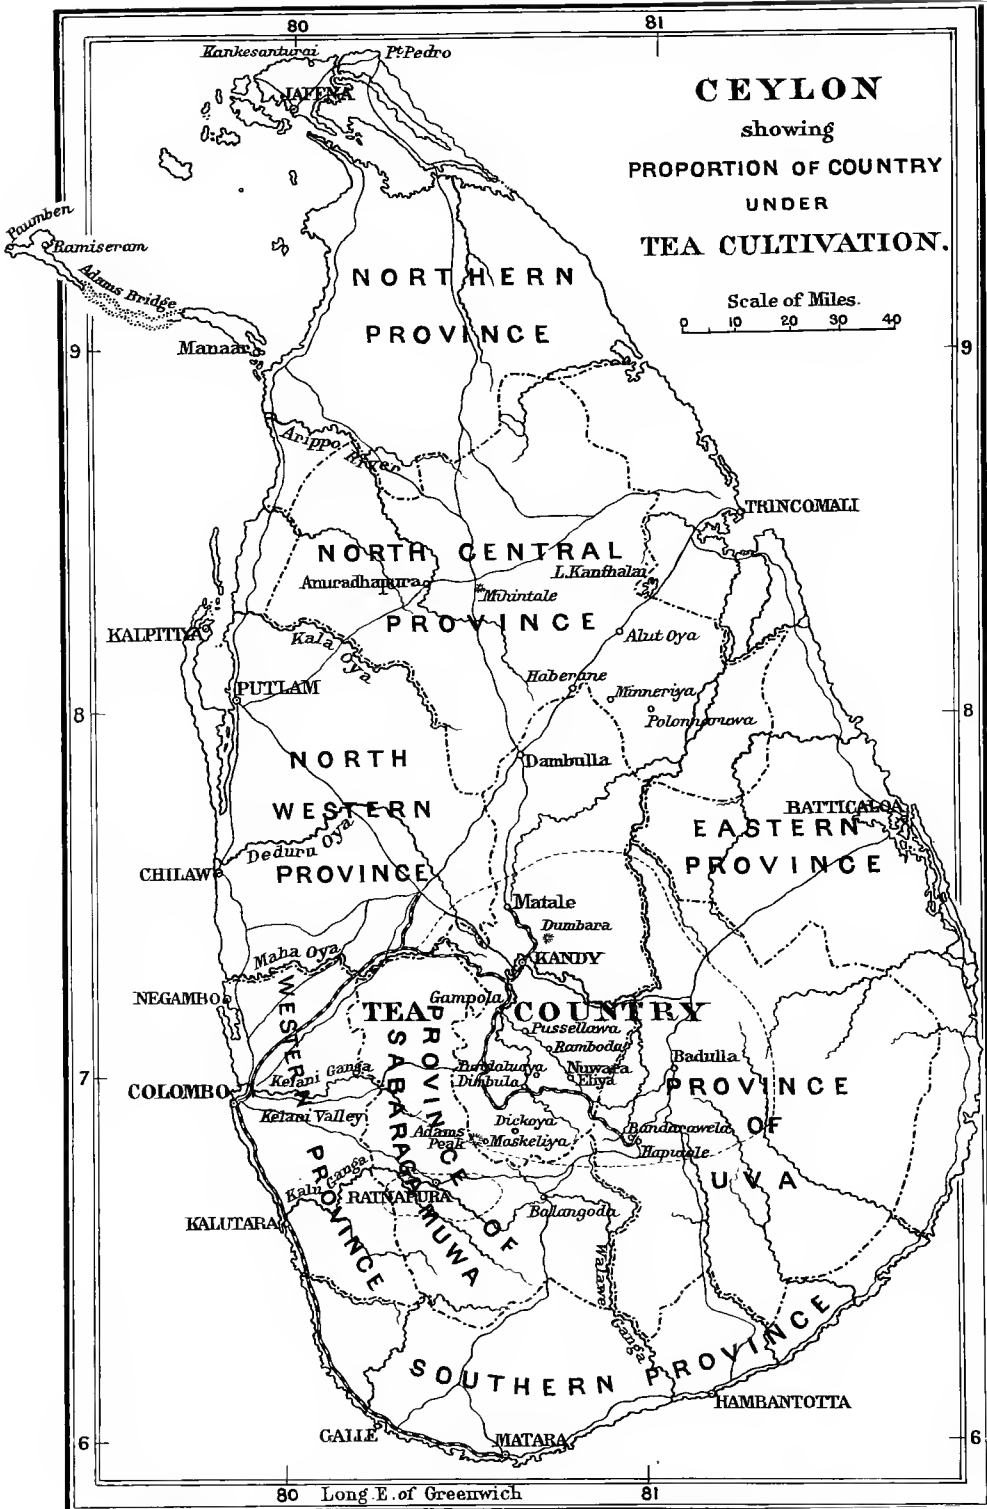 80
81
Kankesanturai
Pt. Pedro
JAFFNA
CEYLON
showing
PROPORTION OF COUNTRY
UNDER
TEA CULTIVATION.
Scale of Miles.
0 10 20 30 40
Paumben
Ramiseram
Adams Bridge
NORTHERN
PROVINCE
Manaar
9
9
Arippo River
TRINCOMALI
NORTH CENTRAL
PROVINCE
L. Kanthalai
Anuradhapura
Mihintale
KALPITIYA
Kala Oya
Alut Oya
Haberane
Minneriya
Polonnaruwa
PUTLAM
8
8
NORTH
WESTERN
PROVINCE
Dambulla
BATTICALOA
EASTERN
PROVINCE
Deduru Oya
CHILAW
Matale
Dumbara
Maha Oya
KANDY
NEGAMBO
WESTERN
PROVINCE
TEA COUNTRY
Gampola
Pussellawa
Ramboda
PROVINCE OF
SABARAGAMUWA
Kelani Ganga
Dimbula
Nuwara
Eliya
Badulla
7
7
COLOMBO
Kelani Valley
PROVINCE
OF
UVA
Dickoya
Adams
Peak
Maskeliya
Bandarawela
Haputale
Kalu Ganga
RATNAPURA
Balangoda
KALUTARA
Walawe Ganga
SOUTHERN PROVINCE
HAMBANTOTTA
GALLE
MATARA
6
6
80
Long. E. of Greenwich
81